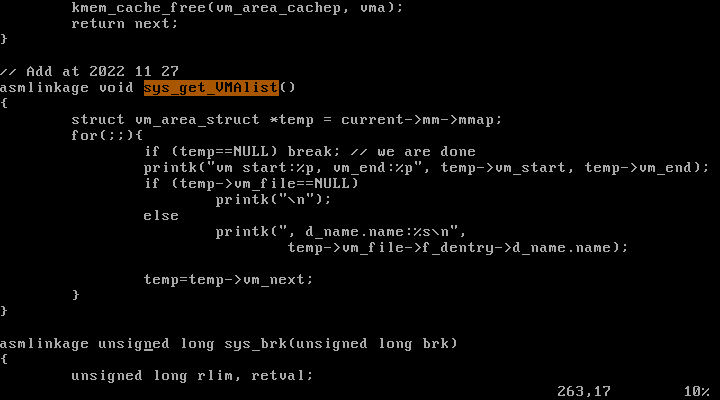 kmem_cache_free(vm_area_cachep, vma);
        return next;
}

// Add at 2022 11 27
asmlinkage void sys_get_VMAlist()
{
        struct vm_area_struct *temp = current->mm->mmap;
        for(;;){
                if (temp==NULL) break; // we are done
                printk("vm start:%p, vm_end:%p", temp->vm_start, temp->vm_end);
                if (temp->vm_file==NULL)
                        printk("\n");
                else
                        printk(", d_name.name:%s\n",
                                temp->vm_file->f_dentry->d_name.name);

                temp=temp->vm_next;
        }
}

asmlinkage unsigned long sys_brk(unsigned long brk)
{
        unsigned long rlim, retval;
263,17 10%